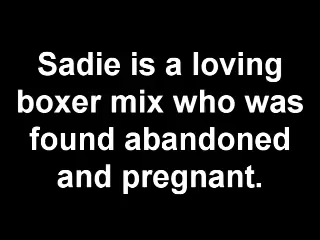 Sadie is a loving
boxer mix who was
found abandoned
and pregnant.